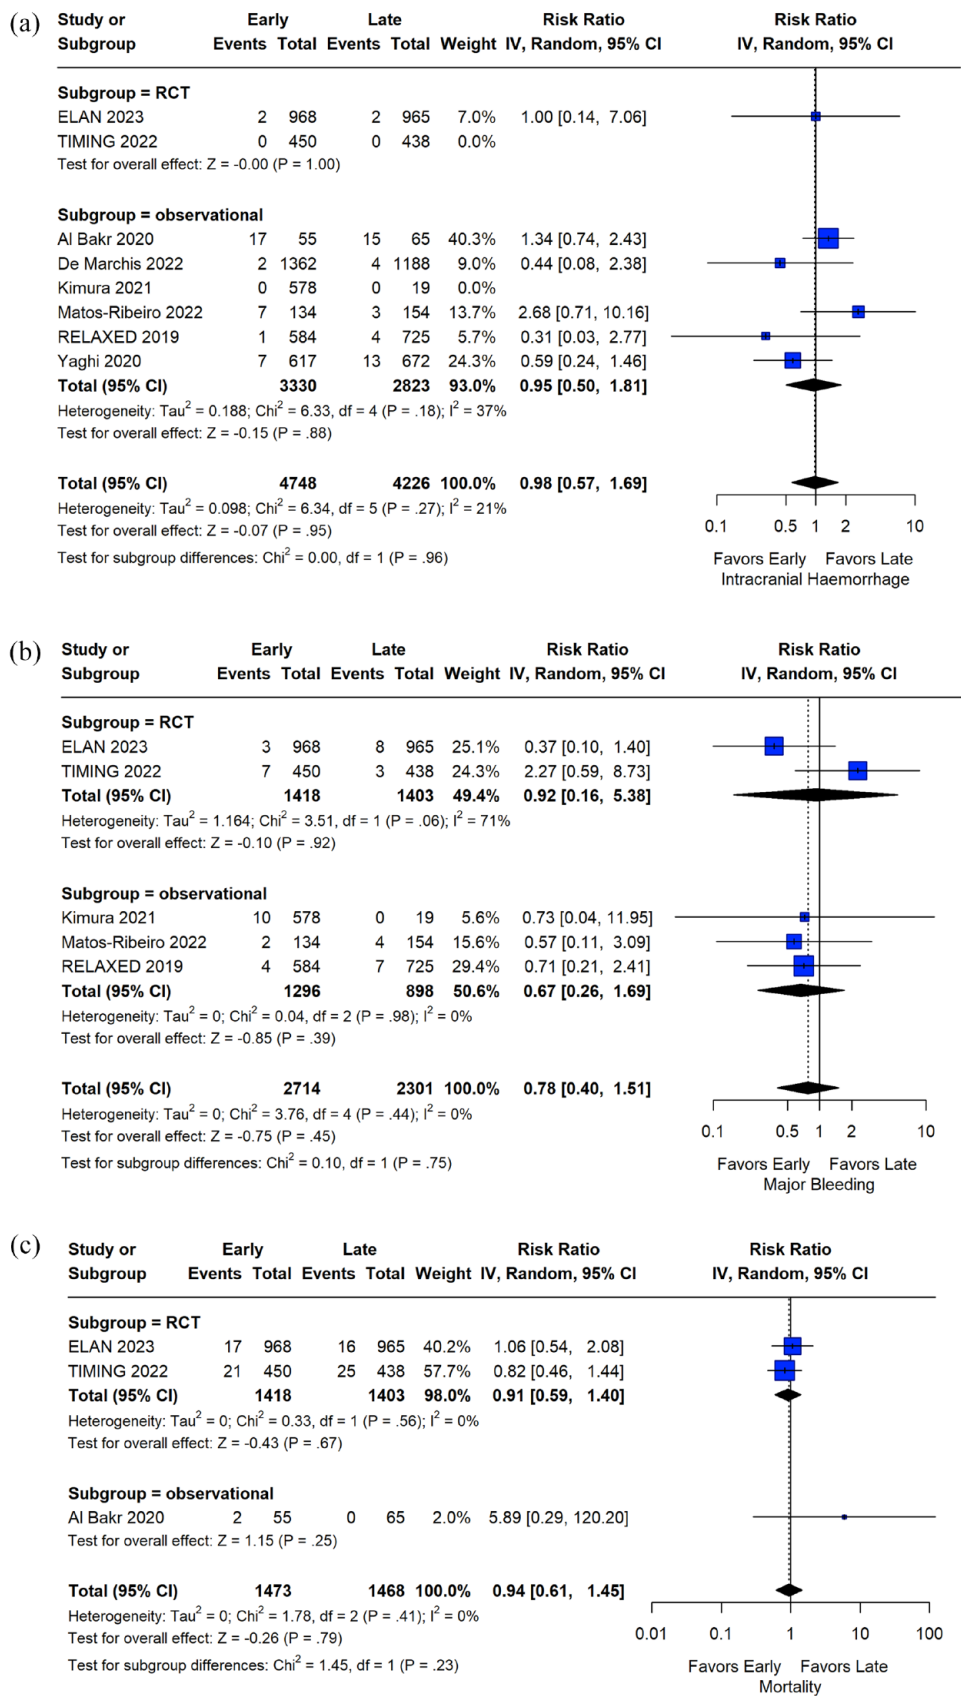 (a)
Study or Early Late Risk Ratio Risk Ratio
Subgroup Events Total Events Total Weight IV, Random, 95% CI IV, Random, 95% CI
Subgroup = RCT
ELAN 2023 2 968 2 965 7.0% 1.00 [0.14, 7.06]
TIMING 2022 0 450 0 438 0.0%
Test for overall effect: Z = -0.00 (P = 1.00)
Subgroup = observational
Al Bakr 2020 17 55 15 65 40.3% 1.34 [0.74, 2.43]
De Marchis 2022 2 1362 4 1188 9.0% 0.44 [0.08, 2.38]
Kimura 2021 0 578 0 19 0.0%
Matos-Ribeiro 2022 7 134 3 154 13.7% 2.68 [0.71, 10.16]
RELAXED 2019 1 584 4 725 5.7% 0.31 [0.03, 2.77]
Yaghi 2020 7 617 13 672 24.3% 0.59 [0.24, 1.46]
Total (95% CI) 3330 2823 93.0% 0.95 [0.50, 1.81]
Heterogeneity: Tau² = 0.188; Chi² = 6.33, df = 4 (P = .18); I² = 37%
Test for overall effect: Z = -0.15 (P = .88)
Total (95% CI) 4748 4226 100.0% 0.98 [0.57, 1.69]
Heterogeneity: Tau² = 0.098; Chi² = 6.34, df = 5 (P = .27); I² = 21%
Test for overall effect: Z = -0.07 (P = .95)
Test for subgroup differences: Chi² = 0.00, df = 1 (P = .96)
0.1 0.5 1 2 10
Favors Early Favors Late
Intracranial Haemorrhage
(b)
Study or Early Late Risk Ratio Risk Ratio
Subgroup Events Total Events Total Weight IV, Random, 95% CI IV, Random, 95% CI
Subgroup = RCT
ELAN 2023 3 968 8 965 25.1% 0.37 [0.10, 1.40]
TIMING 2022 7 450 3 438 24.3% 2.27 [0.59, 8.73]
Total (95% CI) 1418 1403 49.4% 0.92 [0.16, 5.38]
Heterogeneity: Tau² = 1.164; Chi² = 3.51, df = 1 (P = .06); I² = 71%
Test for overall effect: Z = -0.10 (P = .92)
Subgroup = observational
Kimura 2021 10 578 0 19 5.6% 0.73 [0.04, 11.95]
Matos-Ribeiro 2022 2 134 4 154 15.6% 0.57 [0.11, 3.09]
RELAXED 2019 4 584 7 725 29.4% 0.71 [0.21, 2.41]
Total (95% CI) 1296 898 50.6% 0.67 [0.26, 1.69]
Heterogeneity: Tau² = 0; Chi² = 0.04, df = 2 (P = .98); I² = 0%
Test for overall effect: Z = -0.85 (P = .39)
Total (95% CI) 2714 2301 100.0% 0.78 [0.40, 1.51]
Heterogeneity: Tau² = 0; Chi² = 3.76, df = 4 (P = .44); I² = 0%
Test for overall effect: Z = -0.75 (P = .45)
Test for subgroup differences: Chi² = 0.10, df = 1 (P = .75)
0.1 0.5 1 2 10
Favors Early Favors Late
Major Bleeding
(c)
Study or Early Late Risk Ratio Risk Ratio
Subgroup Events Total Events Total Weight IV, Random, 95% CI IV, Random, 95% CI
Subgroup = RCT
ELAN 2023 17 968 16 965 40.2% 1.06 [0.54, 2.08]
TIMING 2022 21 450 25 438 57.7% 0.82 [0.46, 1.44]
Total (95% CI) 1418 1403 98.0% 0.91 [0.59, 1.40]
Heterogeneity: Tau² = 0; Chi² = 0.33, df = 1 (P = .56); I² = 0%
Test for overall effect: Z = -0.43 (P = .67)
Subgroup = observational
Al Bakr 2020 2 55 0 65 2.0% 5.89 [0.29, 120.20]
Test for overall effect: Z = 1.15 (P = .25)
Total (95% CI) 1473 1468 100.0% 0.94 [0.61, 1.45]
Heterogeneity: Tau² = 0; Chi² = 1.78, df = 2 (P = .41); I² = 0%
Test for overall effect: Z = -0.26 (P = .79)
Test for subgroup differences: Chi² = 1.45, df = 1 (P = .23)
0.01 0.1 1 10 100
Favors Early Favors Late
Mortality